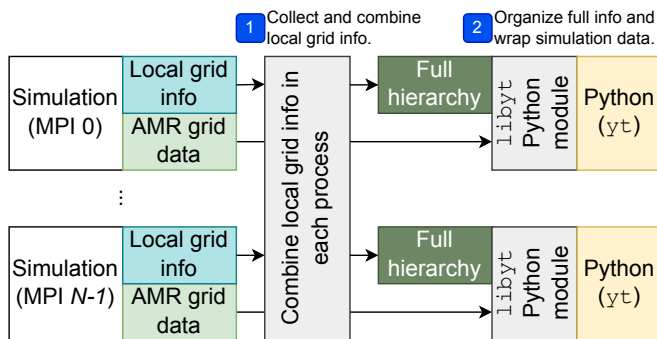 1 Collect and combine
local grid info.
2 Organize full info and
wrap simulation data.
Simulation
(MPI 0)
Local grid
info
AMR grid
data
Combine local grid info in
each process
Full
hierarchy
libyt
Python
module
Python
(yt)
...
Simulation
(MPI N-1)
Local grid
info
AMR grid
data
Full
hierarchy
libyt
Python
module
Python
(yt)